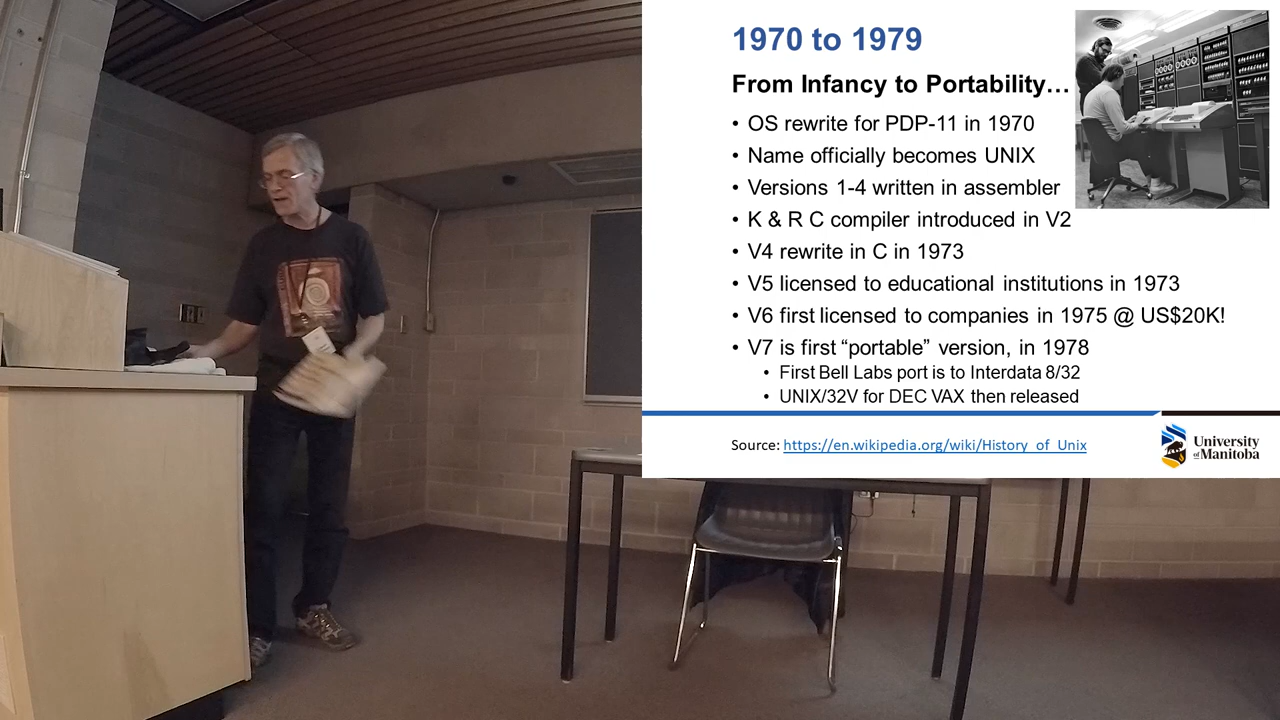 1970 to 1979
From Infancy to Portability…
• OS rewrite for PDP-11 in 1970
• Name officially becomes UNIX
• Versions 1-4 written in assembler
• K & R C compiler introduced in V2
• V4 rewrite in C in 1973
• V5 licensed to educational institutions in 1973
• V6 first licensed to companies in 1975 @ US$20K!
• V7 is first “portable” version, in 1978
• First Bell Labs port is to Interdata 8/32
• UNIX/32V for DEC VAX then released
Source: https://en.wikipedia.org/wiki/History_of_Unix
University
of Manitoba